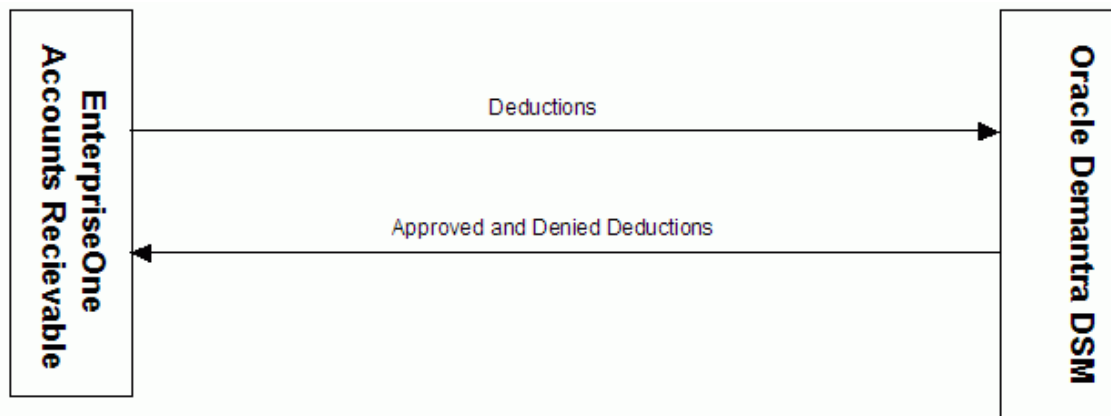 EnterpriseOne
Accounts Recievable
Deductions
Approved and Denied Deductions
Oracle Demantra DSM